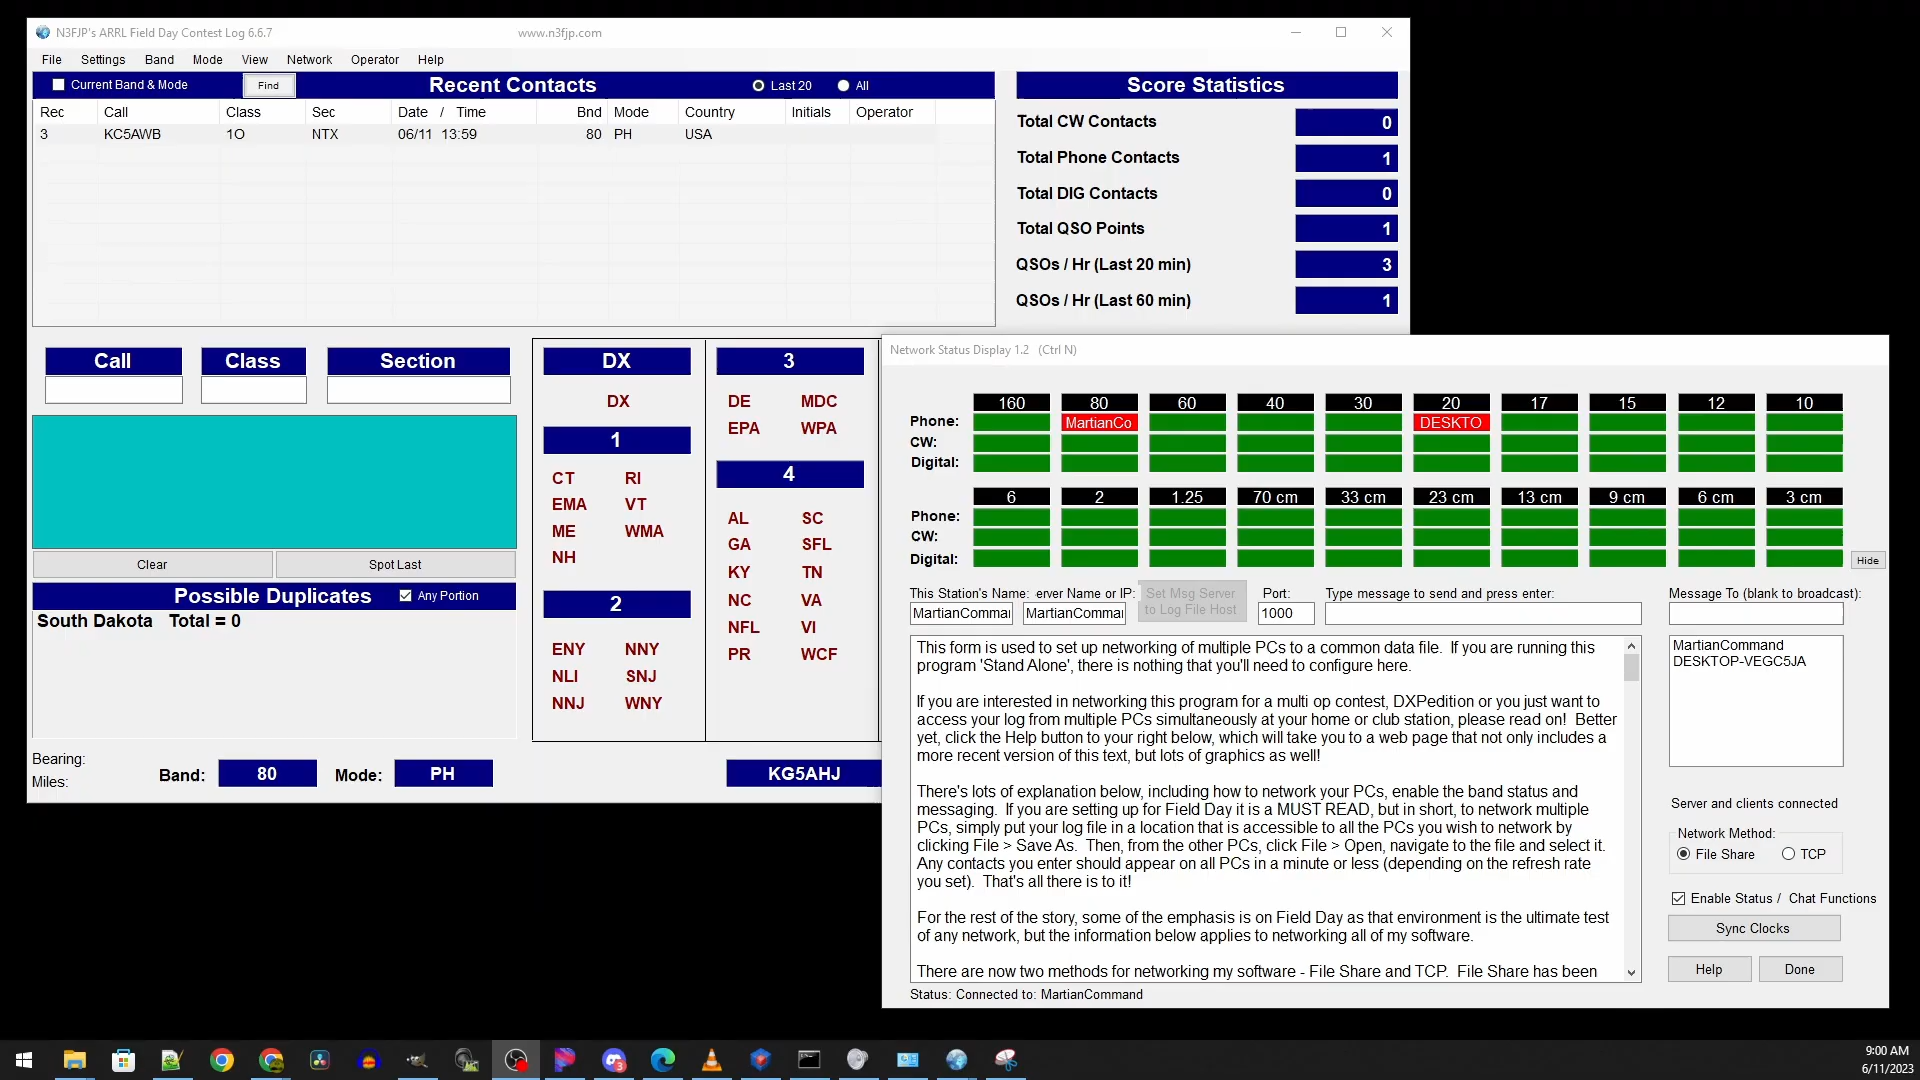 N3FJP's ARRL Field Day Contest Log 6.6.7
www.n3fjp.com
File Settings Band Mode View Network Operator Help
Current Band & Mode Find Recent Contacts Last 20 All
Rec Call Class Sec Date / Time Bnd Mode Country Initials Operator
3 KC5AWB 1O NTX 06/11 13:59 80 PH USA
Score Statistics
Total CW Contacts 0
Total Phone Contacts 1
Total DIG Contacts 0
Total QSO Points 1
QSOs / Hr (Last 20 min) 3
QSOs / Hr (Last 60 min) 1
Call Class Section
Clear Spot Last
Possible Duplicates Any Portion
South Dakota Total = 0
Bearing:
Miles:
Band: 80 Mode: PH
KG5AHJ
DX
DX
1
CT RI
EMA VT
ME WMA
NH
2
ENY NNY
NLI SNJ
NNJ WNY
3
DE MDC
EPA WPA
4
AL SC
GA SFL
KY TN
NC VA
NFL VI
PR WCF
Network Status Display 1.2 (Ctrl N)
160 80 60 40 30 20 17 15 12 10
Phone: MartianCo DESKTO
CW:
Digital:
6 2 1.25 70 cm 33 cm 23 cm 13 cm 9 cm 6 cm 3 cm
Phone:
CW:
Digital:
Hide
This Station's Name: erver Name or IP: Set Msg Server to Log File Host Port: Type message to send and press enter: Message To (blank to broadcast):
MartianComma MartianComma 1000
This form is used to set up networking of multiple PCs to a common data file. If you are running this
program 'Stand Alone', there is nothing that you'll need to configure here.
If you are interested in networking this program for a multi op contest, DXPedition or you just want to
access your log from multiple PCs simultaneously at your home or club station, please read on! Better
yet, click the Help button to your right below, which will take you to a web page that not only includes a
more recent version of this text, but lots of graphics as well!
There's lots of explanation below, including how to network your PCs, enable the band status and
messaging. If you are setting up for Field Day it is a MUST READ, but in short, to network multiple
PCs, simply put your log file in a location that is accessible to all the PCs you wish to network by
clicking File > Save As. Then, from the other PCs, click File > Open, navigate to the file and select it.
Any contacts you enter should appear on all PCs in a minute or less (depending on the refresh rate
you set). That's all there is to it!
For the rest of the story, some of the emphasis is on Field Day as that environment is the ultimate test
of any network, but the information below applies to networking all of my software.
There are now two methods for networking my software - File Share and TCP. File Share has been
Status: Connected to: MartianCommand
MartianCommand
DESKTOP-VEGC5JA
Server and clients connected
Network Method:
File Share TCP
Enable Status / Chat Functions
Sync Clocks
Help Done
3
9:00 AM
6/11/2023